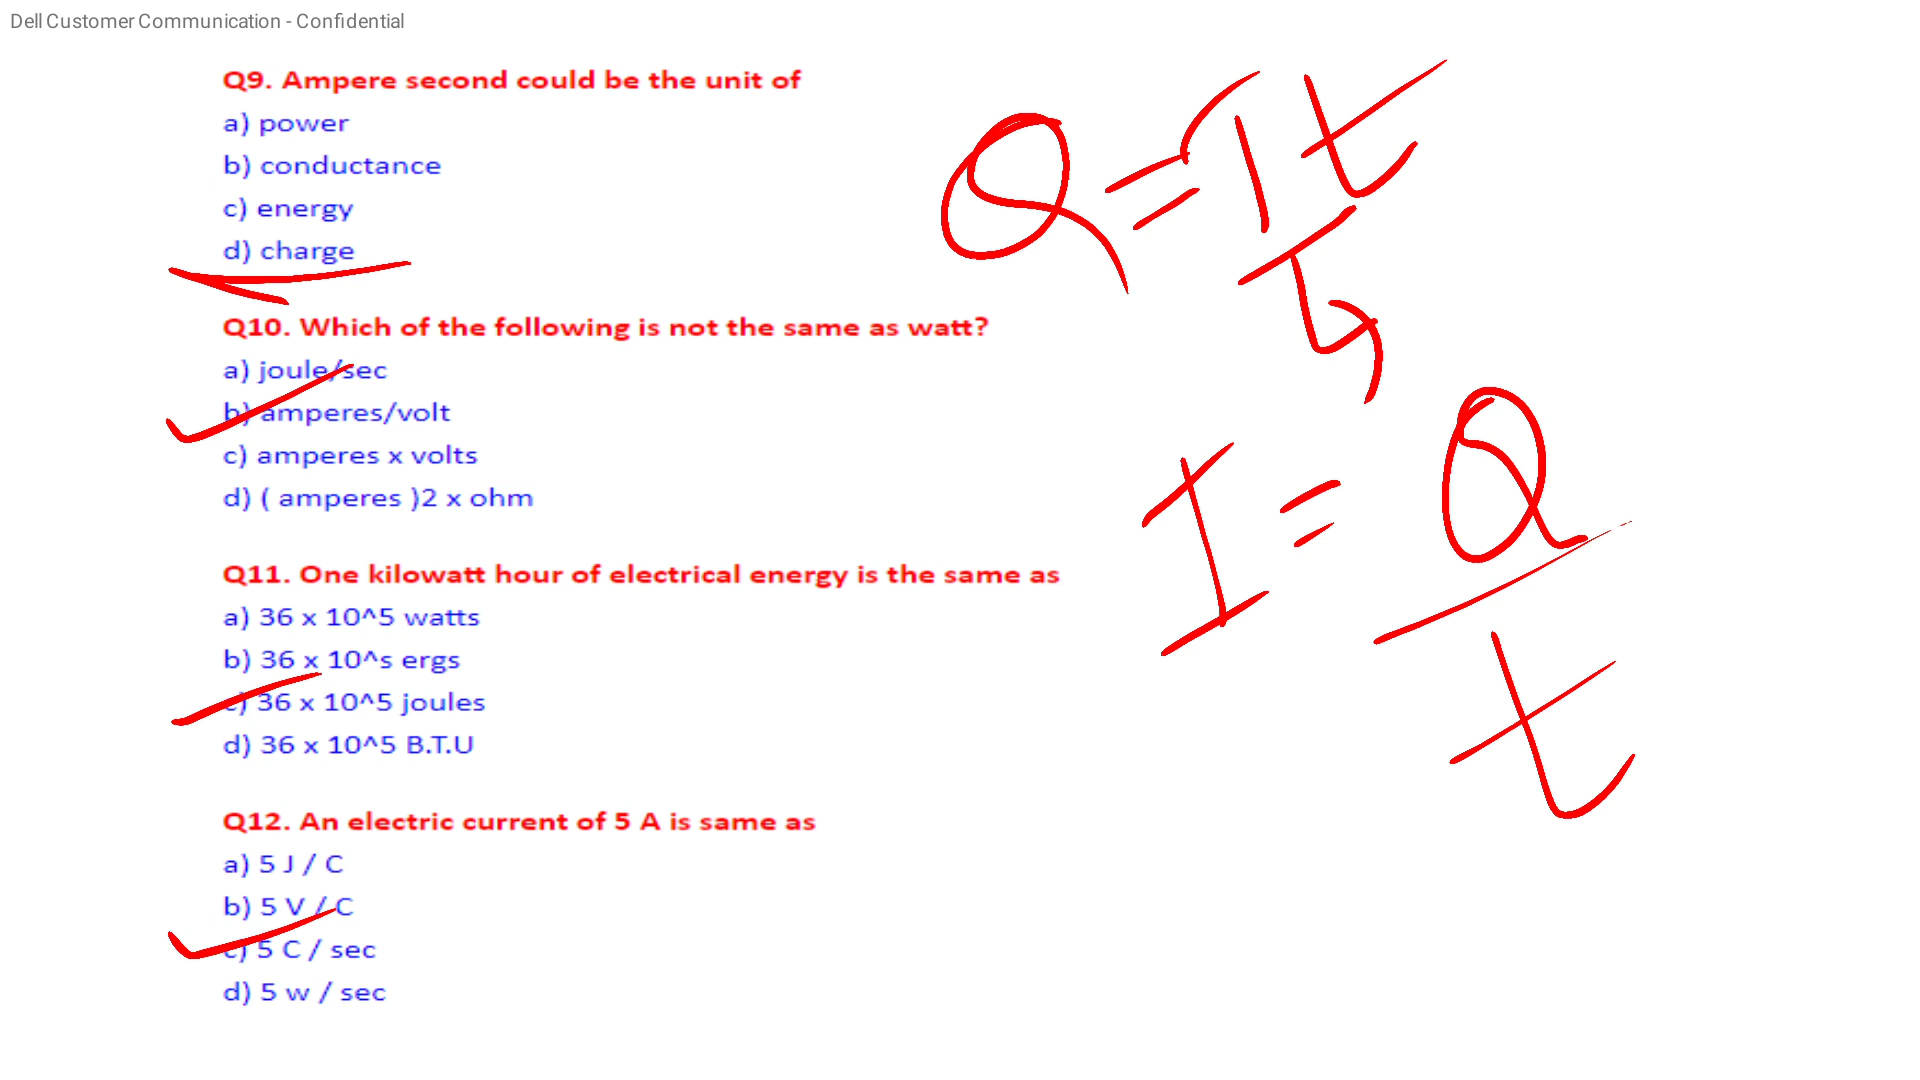 Dell Customer Communication - Confidential
Q9. Ampere second could be the unit of
a) power
b) conductance
c) energy
d) charge
Q10. Which of the following is not the same as watt?
a) joule/sec
b) amperes/volt
c) amperes x volts
d) ( amperes )2 x ohm
Q11. One kilowatt hour of electrical energy is the same as
a) 36 x 10^5 watts
b) 36 x 10^s ergs
c) 36 x 10^5 joules
d) 36 x 10^5 B.T.U
Q12. An electric current of 5 A is same as
a) 5 J / C
b) 5 V / C
c) 5 C / sec
d) 5 w / sec
Q = I t
I = Q
t